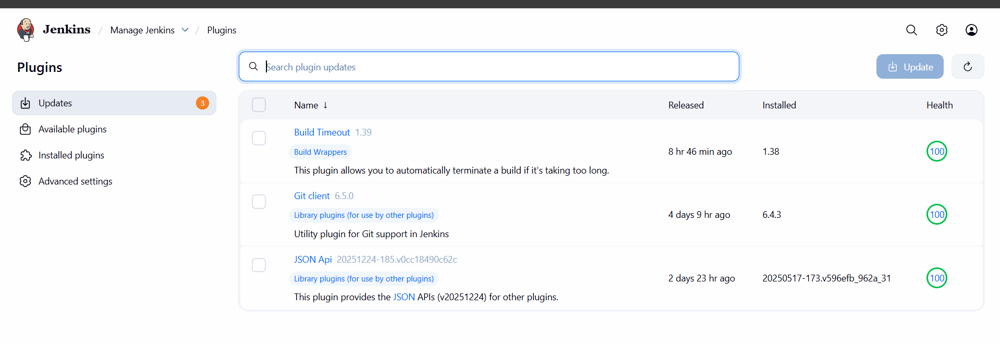 Jenkins / Manage Jenkins / Plugins
Plugins
Search plugin updates
Update
Updates 3
Available plugins
Installed plugins
Advanced settings
Name ↓ Released Installed Health
Build Timeout 1.39
Build Wrappers
This plugin allows you to automatically terminate a build if it's taking too long.
8 hr 46 min ago 1.38 100
Git client 6.5.0
Library plugins (for use by other plugins)
Utility plugin for Git support in Jenkins
4 days 9 hr ago 6.4.3 100
JSON Api 20251224-185.v0cc18490c62c
Library plugins (for use by other plugins)
This plugin provides the JSON APIs (v20251224) for other plugins.
2 days 23 hr ago 20250517-173.v596efb_962a_31 100